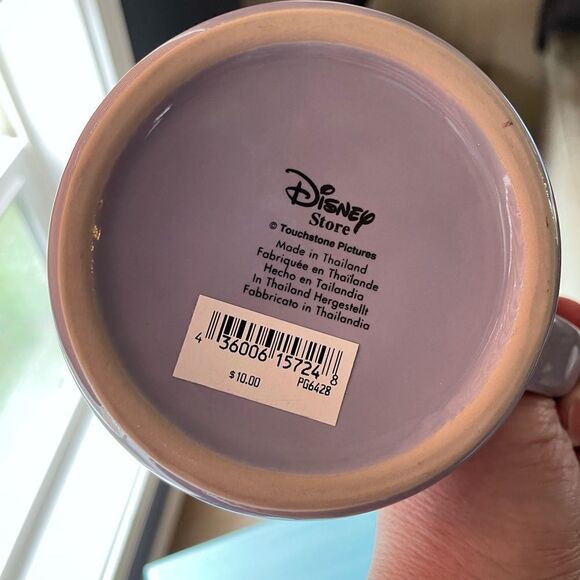 Disney
Store
© Touchstone Pictures
Made in Thailand
Fabriquée en Thaïlande
Hecho en Tailandia
In Thailand Hergestellt
Fabbricato in Thailandia
4 36006 15724 8
$10.00 PG6428